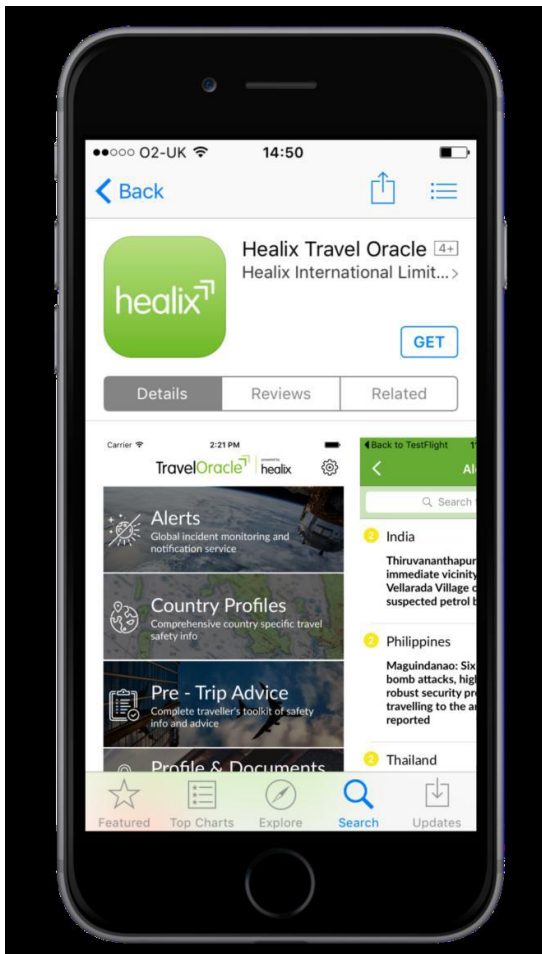 O2-UK
14:50
Back
healix
Healix Travel Oracle 4+
Healix International Limit...
GET
Details
Reviews
Related
Carrier
2:21 PM
TravelOracle
healix
Alerts
Global incident monitoring and
notification service
Country Profiles
Comprehensive country specific travel
safety info
Pre - Trip Advice
Complete traveller's toolkit of safety
info and advice
Profile & Documents
Back to TestFlight
Search
2 India
Thiruvananthapur
immediate vicinity
Vellarada Village
suspected petrol
2 Philippines
Maguindanao: Six
bomb attacks, high
robust security
travelling to the
reported
2 Thailand
Featured
Top Charts
Explore
Search
Updates